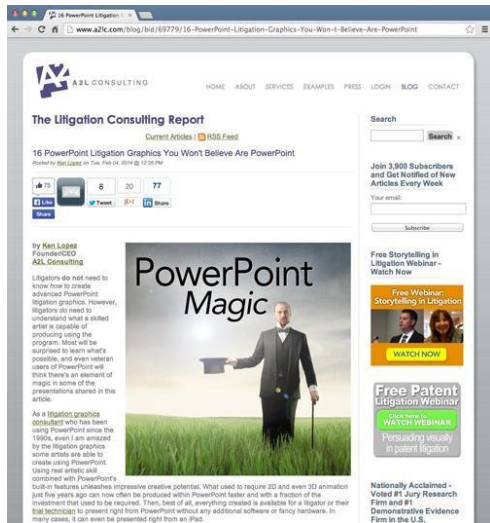 16 PowerPoint Litigation G
www.a2lc.com/blog/bid/69779/16-PowerPoint-Litigation-Graphics-You-Won-t-Believe-Are-PowerPoint
A2L CONSULTING
HOME ABOUT SERVICES EXAMPLES PRESS LOGIN BLOG CONTACT
The Litigation Consulting Report
Current Articles | RSS Feed
16 PowerPoint Litigation Graphics You Won't Believe Are PowerPoint
Posted by Ken Lopez on Tue, Feb 04, 2014 @ 12:35 PM
75
8
20
77
Like
Tweet
g+1
Share
Share
by Ken Lopez
Founder/CEO
A2L Consulting
Litigators do not need to
know how to create
advanced PowerPoint
litigation graphics. However,
litigators do need to
understand what a skilled
artist is capable of
producing using the
program. Most will be
surprised to learn what's
possible, and even veteran
users of PowerPoint will
think there's an element of
magic in some of the
presentations shared in this
article.
As a litigation graphics
consultant who has been
using PowerPoint since the
1990s, even I am amazed
by the litigation graphics
some artists are able to
create using PowerPoint.
Using real artistic skill
combined with PowerPoint's
built-in features unleashes impressive creative potential. What used to require 2D and even 3D animation
just five years ago can now often be produced within PowerPoint faster and with a fraction of the
investment that used to be required. Then, best of all, everything created is available for a litigator or their
trial technician to present right from PowerPoint without any additional software or fancy hardware. In
many cases, it can even be presented right from an iPad.
PowerPoint
Magic
Search
Search
Join 3,900 Subscribers
and Get Notified of New
Articles Every Week
Your email:
Subscribe
Free Storytelling in
Litigation Webinar -
Watch Now
Free Webinar:
Storytelling in Litigation
WATCH NOW
Free Patent
Litigation Webinar
Click here to
WATCH WEBINAR
Persuading visually
in patent litigation
Nationally Acclaimed -
Voted #1 Jury Research
Firm and #1
Demonstrative Evidence
Firm in the U.S.